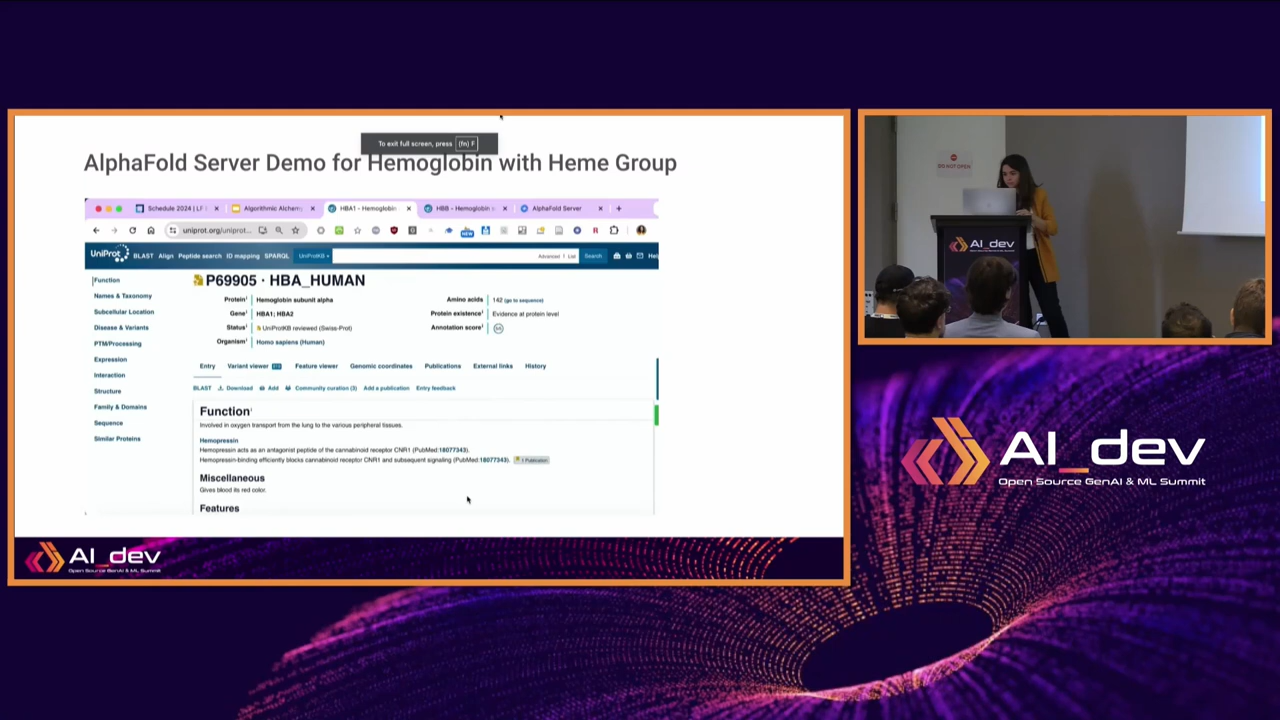 To exit full screen, press (fn) F
AlphaFold Server Demo for Hemoglobin with Heme Group
Schedule 2024 | LF
Algorithmic Alchemy
HBA1 - Hemoglobin
HBB - Hemoglobin
AlphaFold Server
uniprot.org/uniprot...
NEW
UniProt
BLAST Align Peptide search ID mapping SPARQL
UniProtKB
Advanced | List
Search
Function
Names & Taxonomy
Subcellular Location
Disease & Variants
PTM/Processing
Expression
Interaction
Structure
Family & Domains
Sequence
Similar Proteins
P69905 · HBA_HUMAN
Protein Hemoglobin subunit alpha
Gene HBA1; HBA2
Status UniProtKB reviewed (Swiss-Prot)
Organism Homo sapiens (Human)
Amino acids 142 (go to sequence)
Protein existence Evidence at protein level
Annotation score
Entry Variant viewer Feature viewer Genomic coordinates Publications External links History
BLAST Download Add Community curation (3) Add a publication Entry feedback
Function
Involved in oxygen transport from the lung to the various peripheral tissues.
Hemopressin
Hemopressin acts as an antagonist peptide of the cannabinoid receptor CNR1 (PubMed:18077343).
Hemopressin-binding efficiently blocks cannabinoid receptor CNR1 and subsequent signaling (PubMed:18077343). 1 Publication
Miscellaneous
Gives blood its red color.
Features
AI_dev
Open Source GenAI & ML Summit
DO NOT OPEN
AI_dev
AI_dev
Open Source GenAI & ML Summit